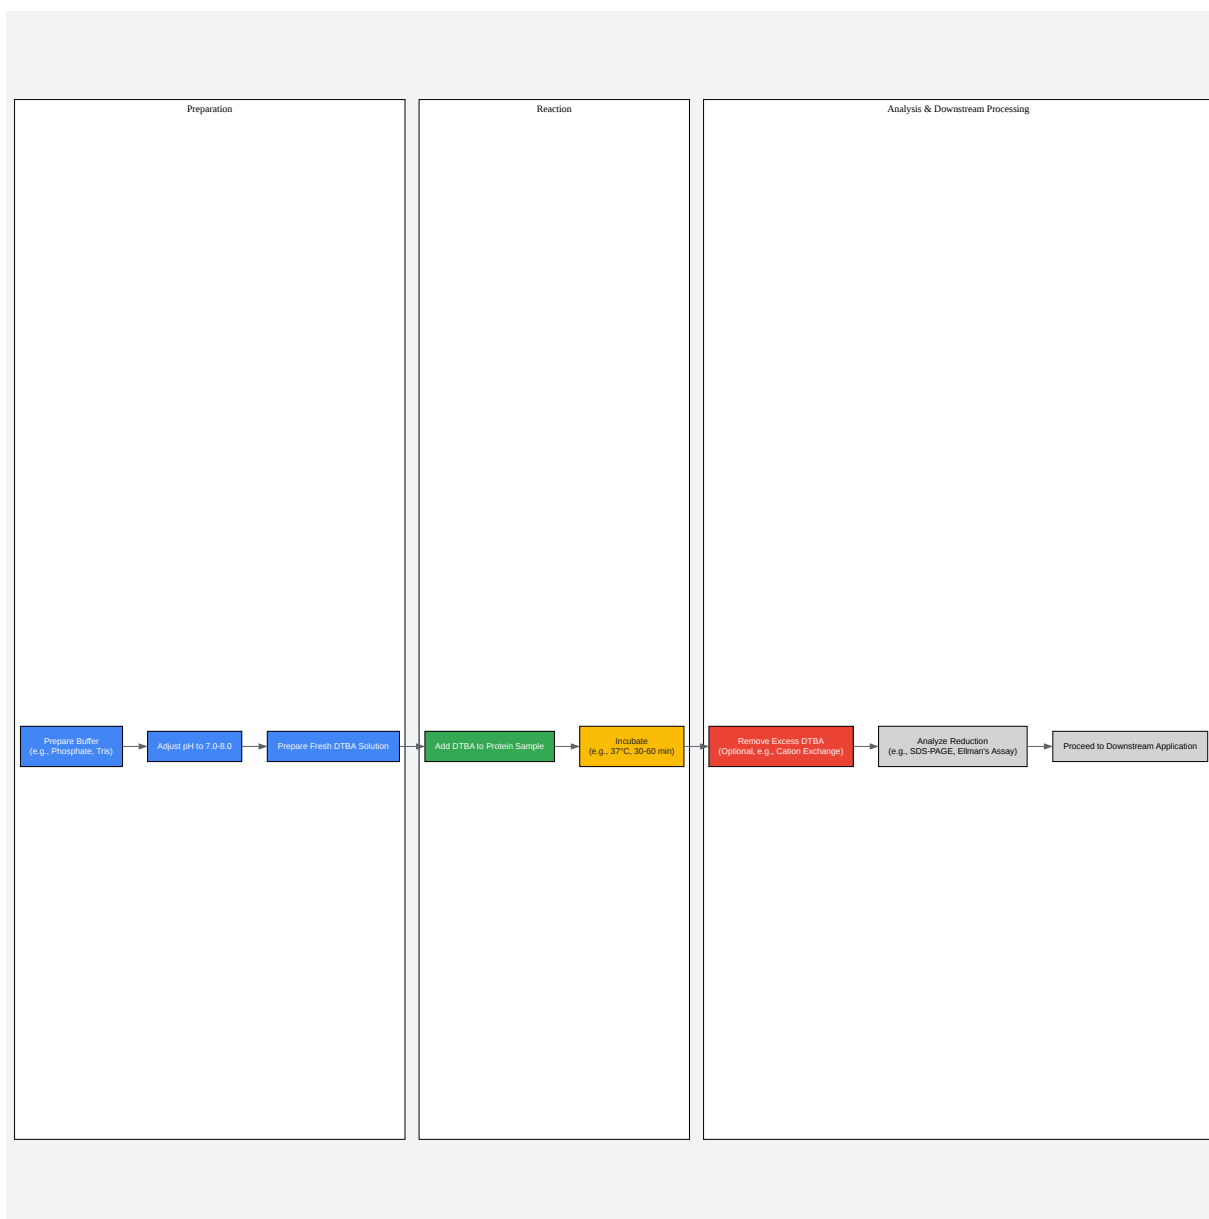 Preparation
Reaction
Analysis & Downstream Processing
Prepare Buffer
(e.g., Phosphate, Tris)
Adjust pH to 7.0-8.0
Prepare Fresh DTBA Solution
Add DTBA to Protein Sample
Incubate
(e.g., 37°C, 30-60 min)
Remove Excess DTBA
(Optional, e.g., Cation Exchange)
Analyze Reduction
(e.g., SDS-PAGE, Ellman's Assay)
Proceed to Downstream Application